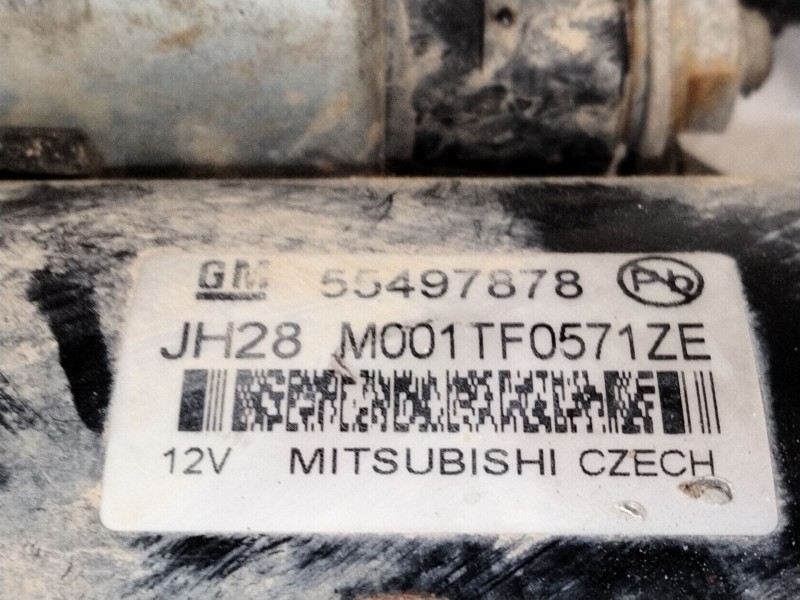 GM 55497878 Pb
JH28 M001TF0571ZE
12V MITSUBISHI CZECH